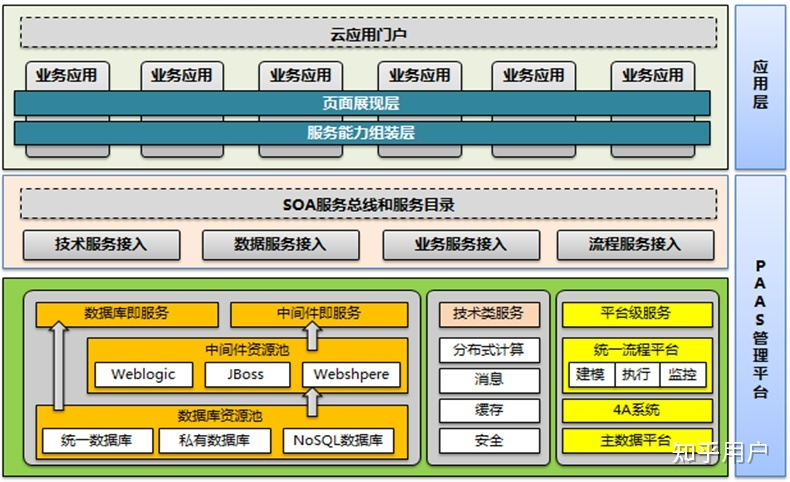 云应用门户
业务应用 业务应用 业务应用 业务应用 业务应用 业务应用
页面展现层
服务能力组装层
应用层
SOA服务总线和服务目录
技术服务接入 数据服务接入 业务服务接入 流程服务接入
PAAS管理平台
数据库即服务 中间件即服务
中间件资源池
Weblogic JBoss Webshpere
数据库资源池
统一数据库 私有数据库 NoSQL数据库
技术类服务
分布式计算
消息
缓存
安全
平台级服务
统一流程平台
建模 执行 监控
4A系统
主数据平台
知乎用户